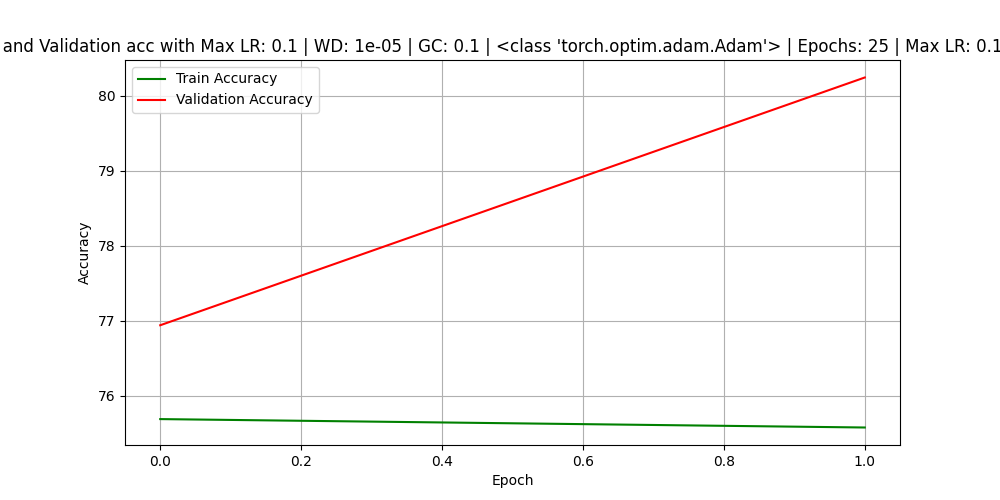 and Validation acc with Max LR: 0.1 | WD: 1e-05 | GC: 0.1 | <class 'torch.optim.adam.Adam'> | Epochs: 25 | Max LR: 0.1
Train Accuracy
Validation Accuracy
80
79
78
77
76
Accuracy
0.0 0.2 0.4 0.6 0.8 1.0
Epoch